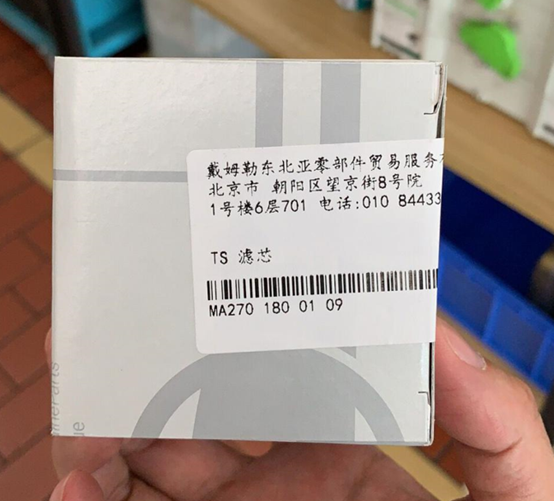 戴姆勒东北亚零部件贸易服务
北京市 朝阳区望京街8号院
1号楼6层701 电话:010 84433
TS 滤芯
MA270 180 01 09